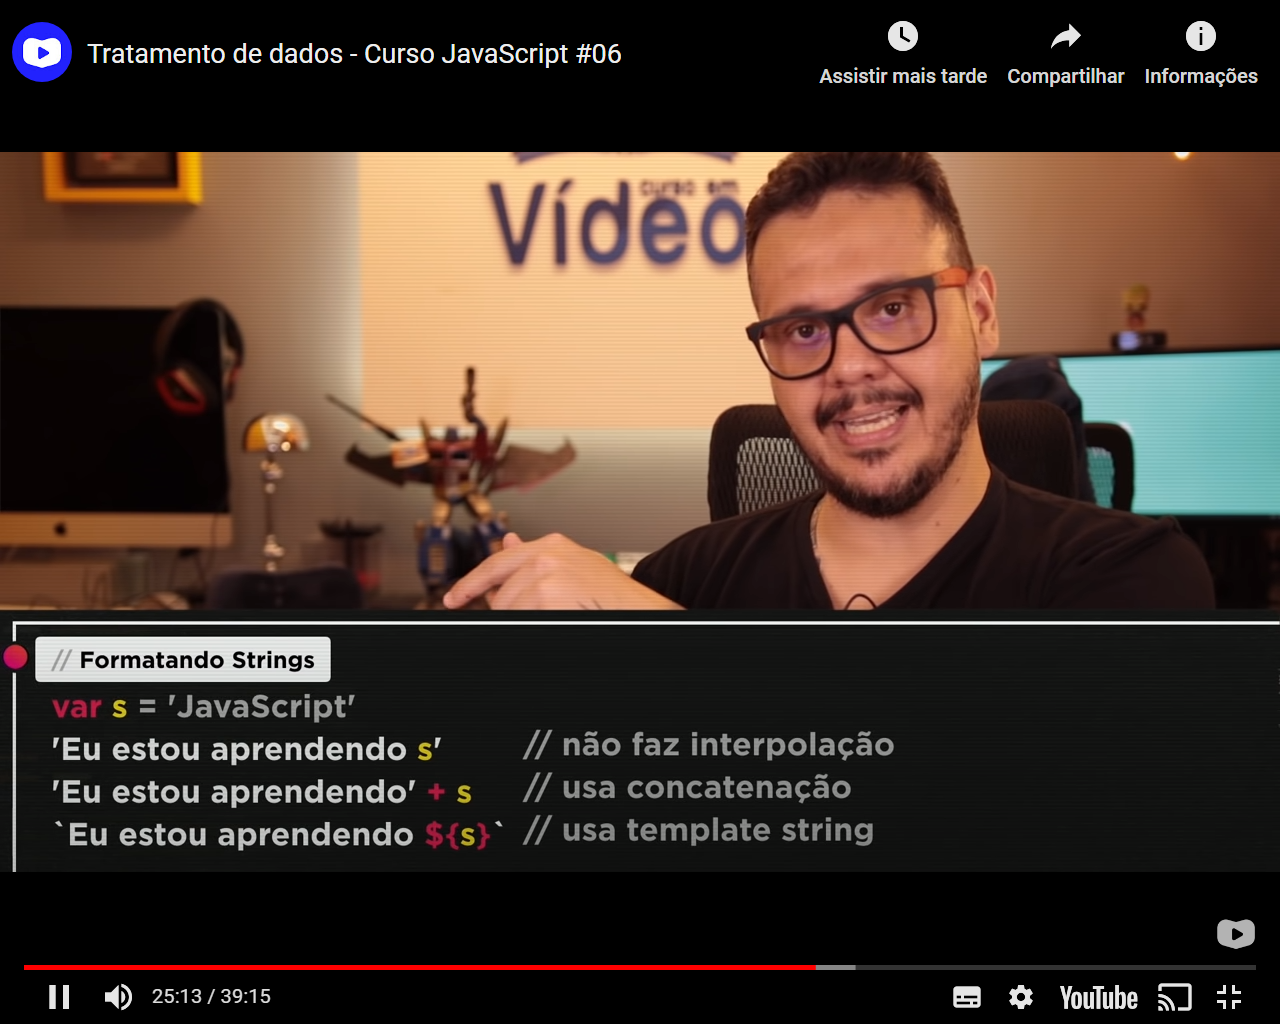 Tratamento de dados - Curso JavaScript #06
Assistir mais tarde
Compartilhar
Informações
curso em
Vídeo
// Formatando Strings
var s = 'JavaScript'
'Eu estou aprendendo s' // não faz interpolação
'Eu estou aprendendo' + s // usa concatenação
`Eu estou aprendendo ${s}` // usa template string
25:13 / 39:15
YouTube